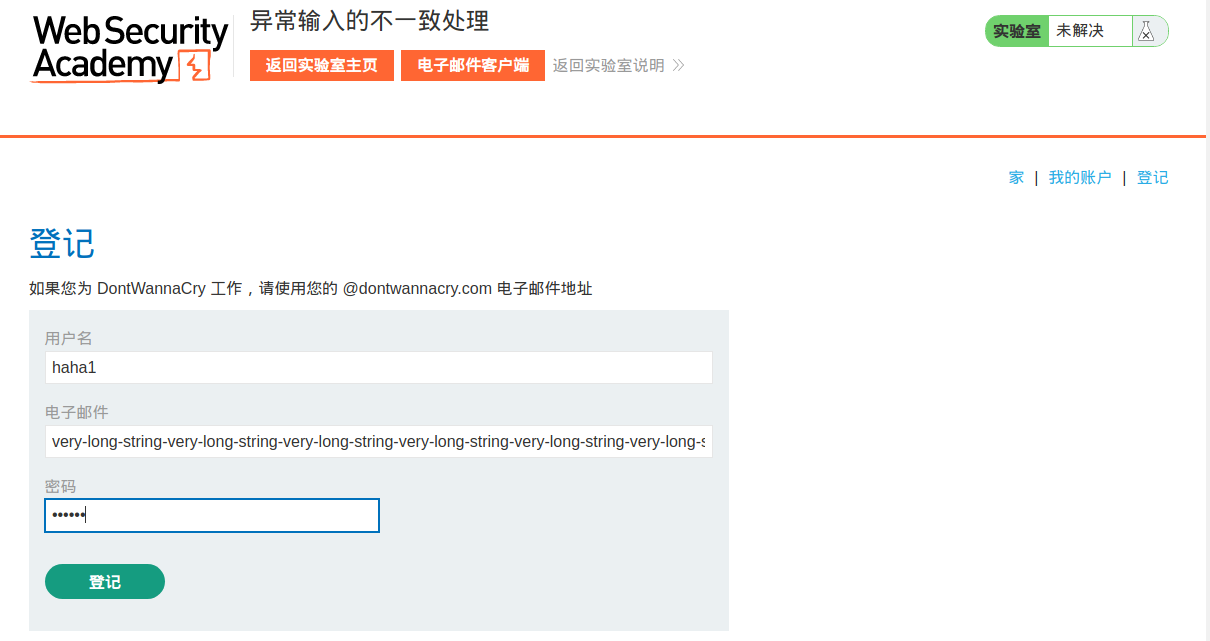 Web Security
Academy
异常输入的不一致处理
返回实验室主页
电子邮件客户端
返回实验室说明
实验室 未解决
家 | 我的账户 | 登记
登记
如果您为 DontWannaCry 工作，请使用您的 @dontwannacry.com 电子邮件地址
用户名
haha1
电子邮件
very-long-string-very-long-string-very-long-string-very-long-string-very-long-string-very-long-s
密码
••••••
登记